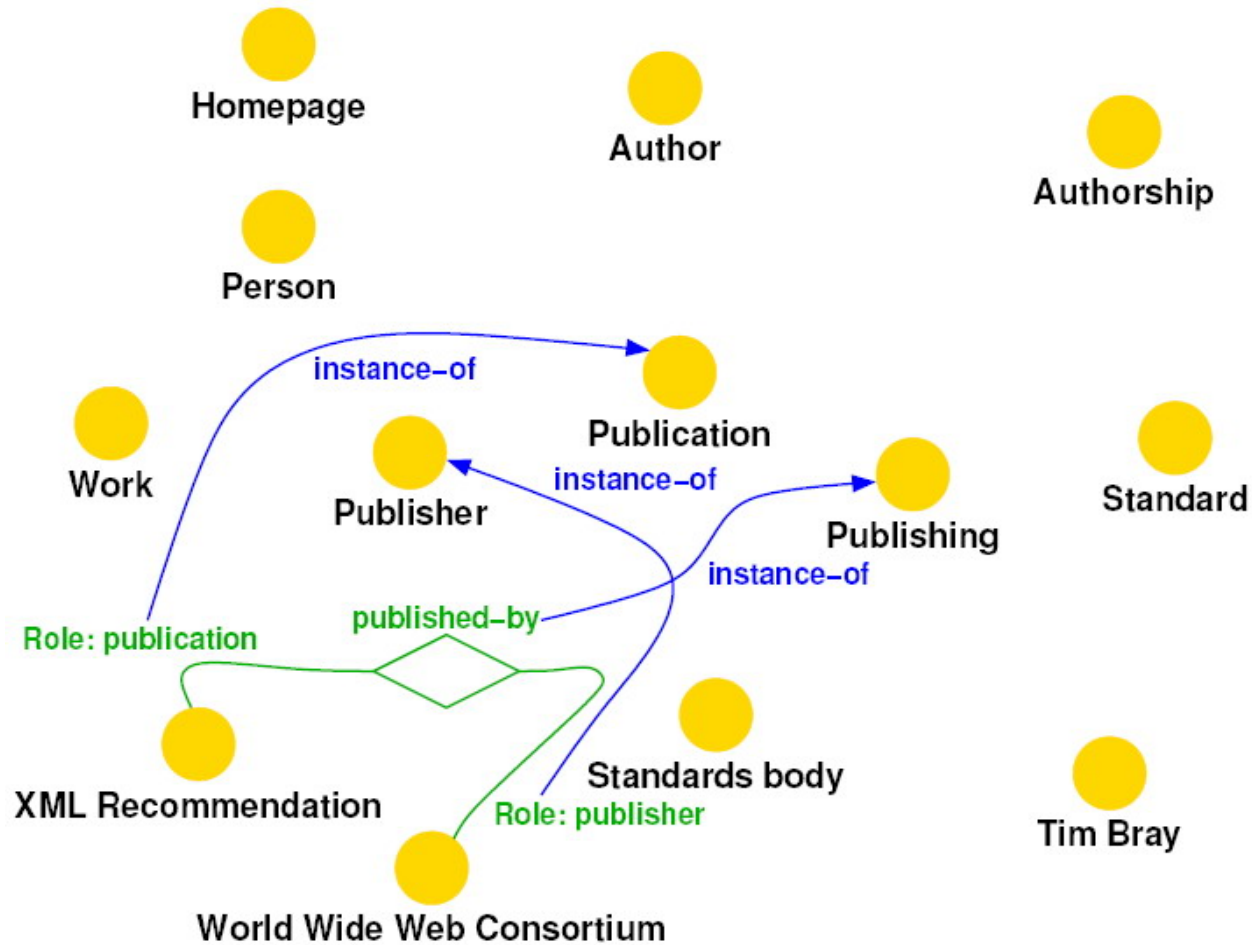 Homepage
Author
Authorship
Person
instance–of
Publication
Work
Publisher
instance–of
Standard
Publishing
instance–of
published–by
Role: publication
Standards body
XML Recommendation
Role: publisher
Tim Bray
World Wide Web Consortium